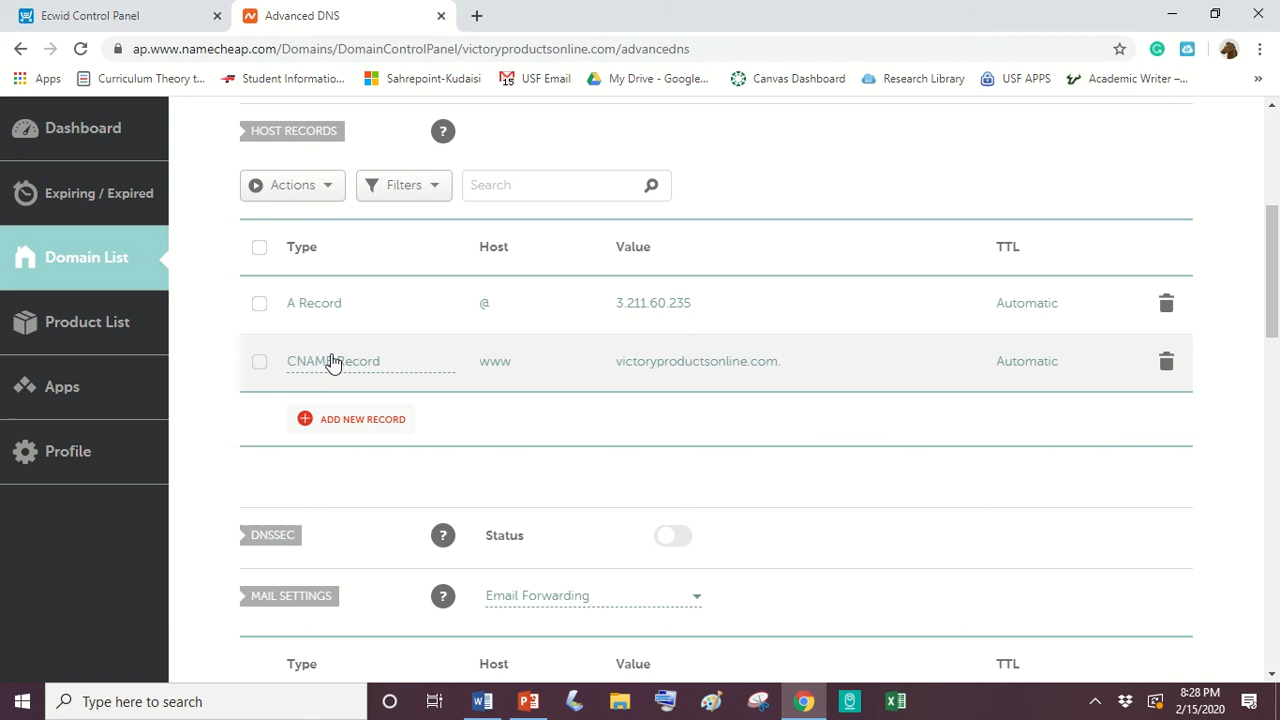 Ecwid Control Panel
Advanced DNS
ap.www.namecheap.com/Domains/DomainControlPanel/victoryproductsonline.com/advancedns
Apps
Curriculum Theory t...
Student Informatio...
Sahrepoint-Kudaisi
15
USF Email
My Drive - Google...
Canvas Dashboard
Research Library
USF APPS
Academic Writer –...
Dashboard
Expiring / Expired
Domain List
Product List
Apps
Profile
HOST RECORDS
?
Actions
Filters
Search
Type Host Value TTL
A Record @ 3.211.60.235 Automatic
CNAME Record www victoryproductsonline.com. Automatic
ADD NEW RECORD
DNSSEC ? Status
MAIL SETTINGS ? Email Forwarding
Type Host Value TTL
Type here to search
8:28 PM
2/15/2020